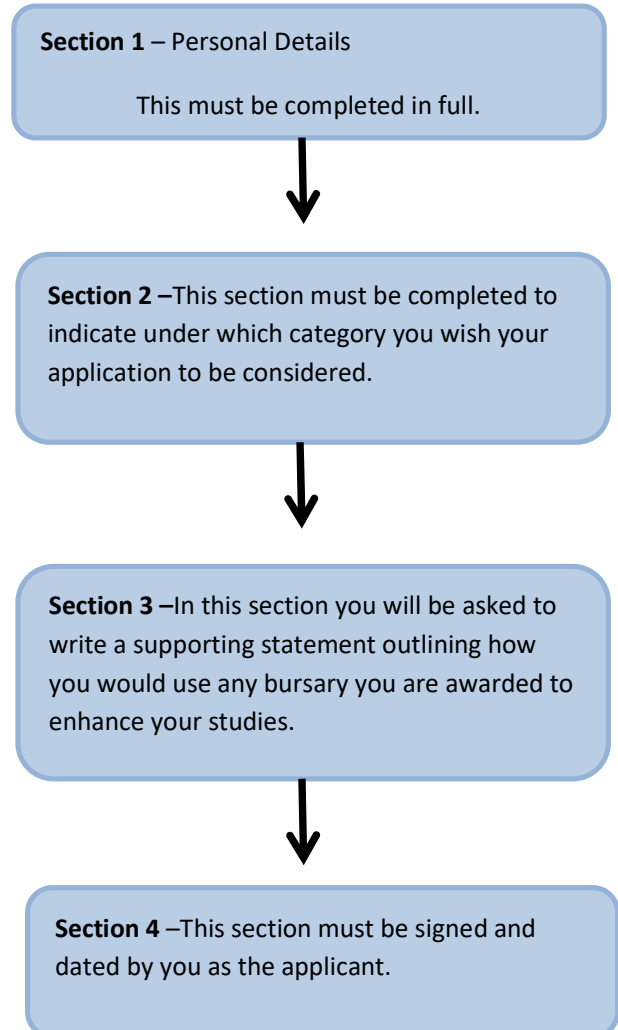 Section 1 – Personal Details
This must be completed in full.
Section 2 –This section must be completed to
indicate under which category you wish your
application to be considered.
Section 3 –In this section you will be asked to
write a supporting statement outlining how
you would use any bursary you are awarded to
enhance your studies.
Section 4 –This section must be signed and
dated by you as the applicant.